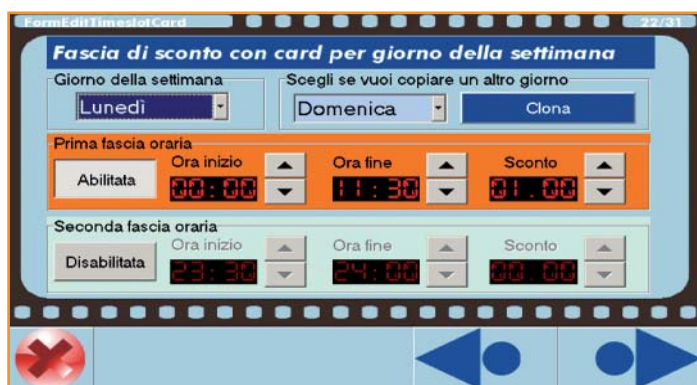 FormEditTimeslotCard 22/31
Fascia di sconto con card per giorno della settimana
Giorno della settimana Scegli se vuoi copiare un altro giorno
Lunedì Domenica Clona
Prima fascia oraria
Abilitata Ora inizio Ora fine Sconto
00:00 11:30 01.00
Seconda fascia oraria
Disabilitata Ora inizio Ora fine Sconto
23:30 24:00 00.00